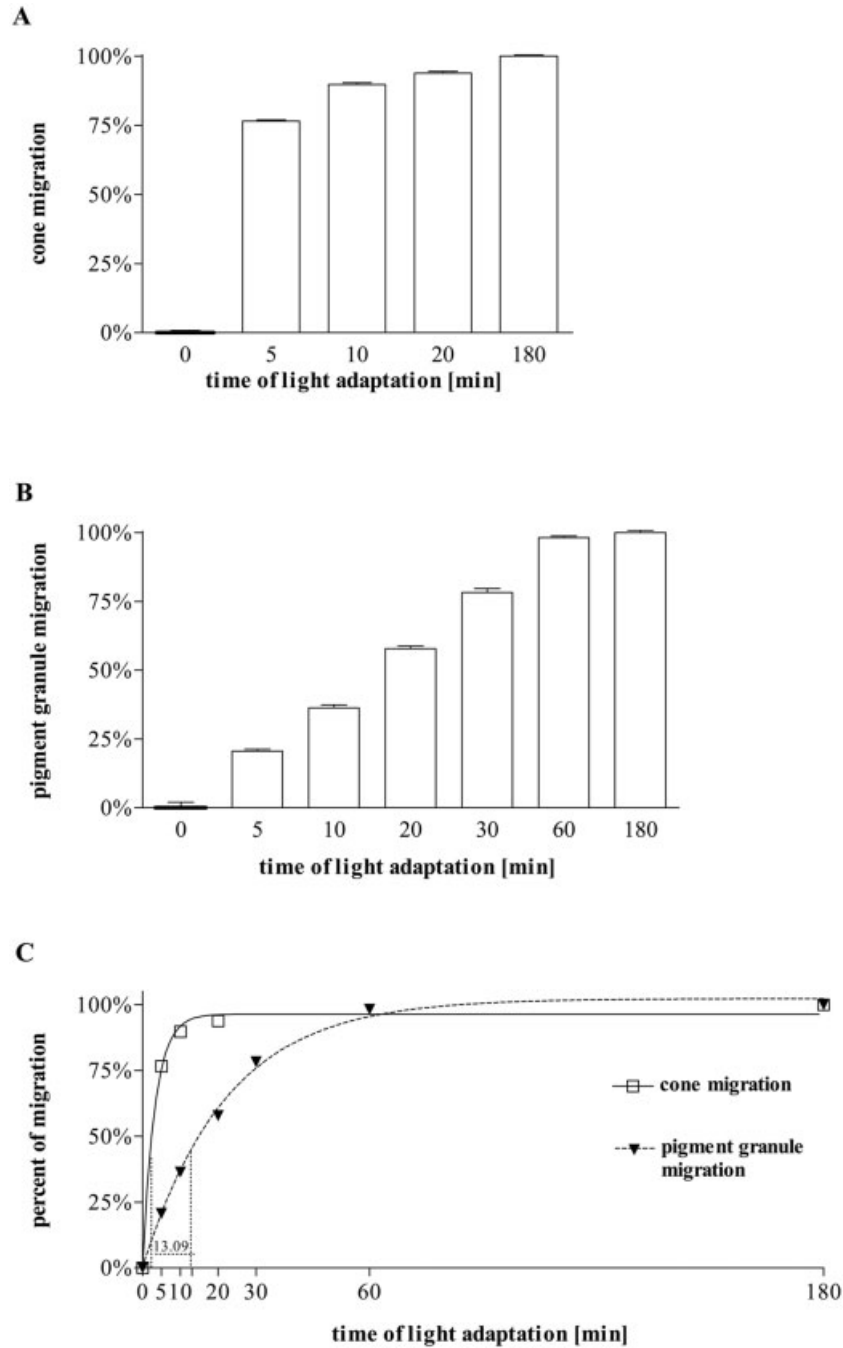 A
100%
75%
50%
25%
0%
cone migration
0 5 10 20 180
time of light adaptation [min]
B
100%
75%
50%
25%
0%
pigment granule migration
0 5 10 20 30 60 180
time of light adaptation [min]
C
100%
75%
50%
25%
0%
percent of migration
cone migration
pigment granule
migration
13.09
0 5 10 20 30 60 180
time of light adaptation [min]